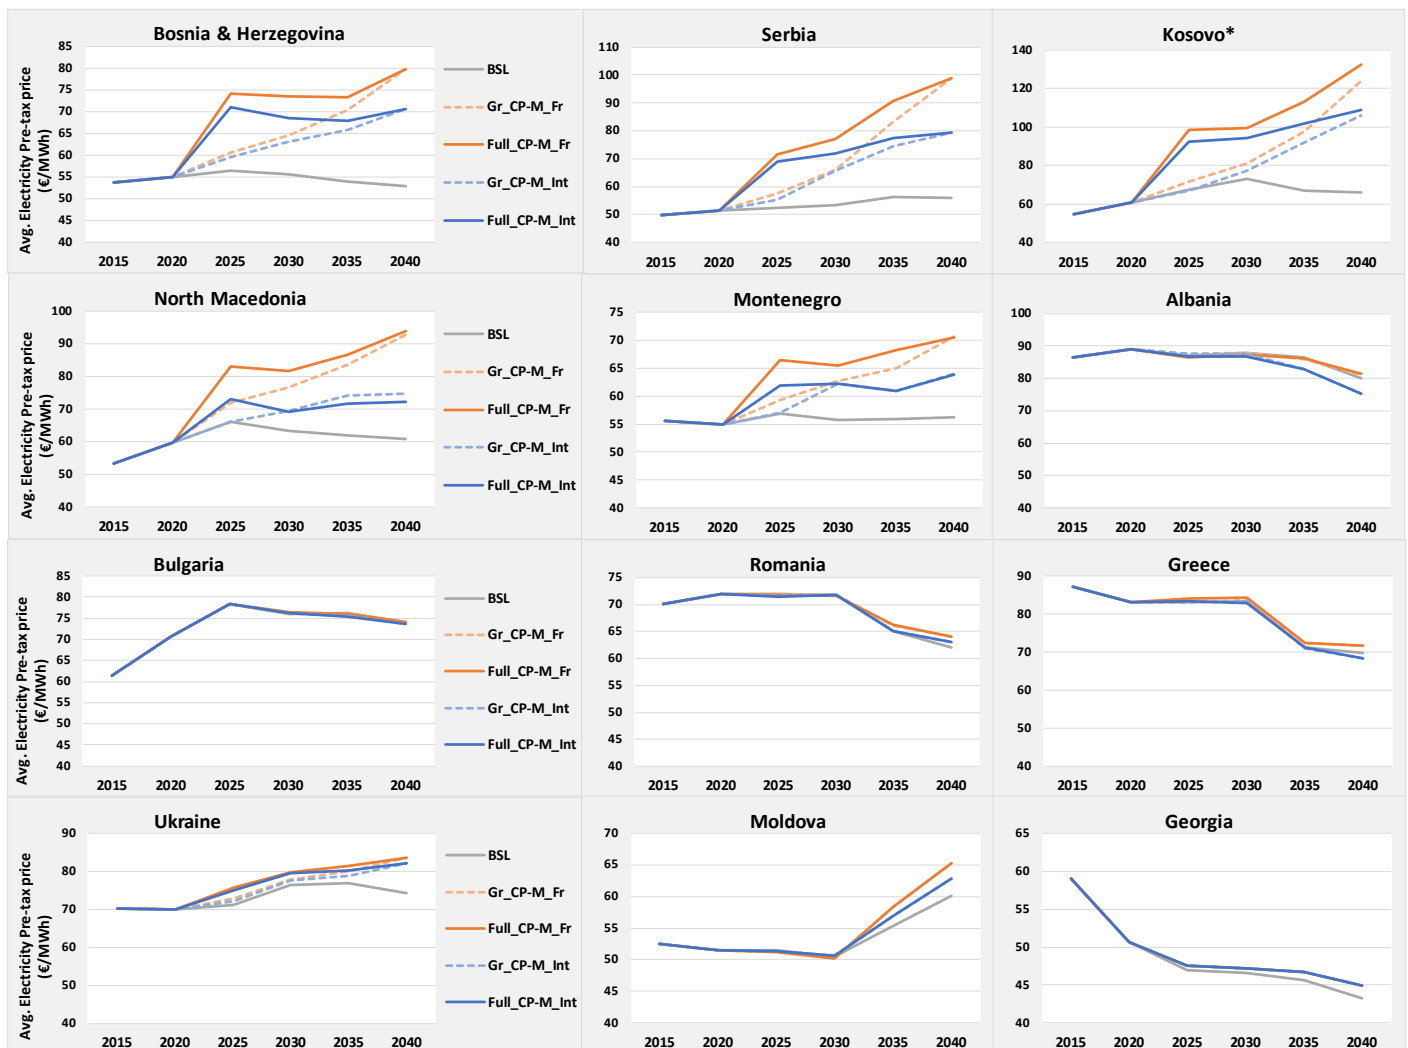 Bosnia & Herzegovina
Avg. Electricity Pre-tax price
(€/MWh)
85
80
75
70
65
60
55
50
45
40
2015 2020 2025 2030 2035 2040
BSL
Gr_CP-M_Fr
Full_CP-M_Fr
Gr_CP-M_Int
Full_CP-M_Int
Serbia
110
100
90
80
70
60
50
40
2015 2020 2025 2030 2035 2040
Kosovo*
140
120
100
80
60
40
2015 2020 2025 2030 2035 2040
North Macedonia
Avg. Electricity Pre-tax price
(€/MWh)
100
90
80
70
60
50
40
2015 2020 2025 2030 2035 2040
BSL
Gr_CP-M_Fr
Full_CP-M_Fr
Gr_CP-M_Int
Full_CP-M_Int
Montenegro
75
70
65
60
55
50
45
40
2015 2020 2025 2030 2035 2040
Albania
100
90
80
70
60
50
40
2015 2020 2025 2030 2035 2040
Bulgaria
Avg. Electricity Pre-tax price
(€/MWh)
85
80
75
70
65
60
55
50
45
40
2015 2020 2025 2030 2035 2040
BSL
Gr_CP-M_Fr
Full_CP-M_Fr
Gr_CP-M_Int
Full_CP-M_Int
Romania
75
70
65
60
55
50
45
40
2015 2020 2025 2030 2035 2040
Greece
90
80
70
60
50
40
2015 2020 2025 2030 2035 2040
Ukraine
Avg. Electricity Pre-tax price
(€/MWh)
90
80
70
60
50
40
2015 2020 2025 2030 2035 2040
BSL
Gr_CP-M_Fr
Full_CP-M_Fr
Gr_CP-M_Int
Full_CP-M_Int
Moldova
70
65
60
55
50
45
40
2015 2020 2025 2030 2035 2040
Georgia
65
60
55
50
45
40
2015 2020 2025 2030 2035 2040